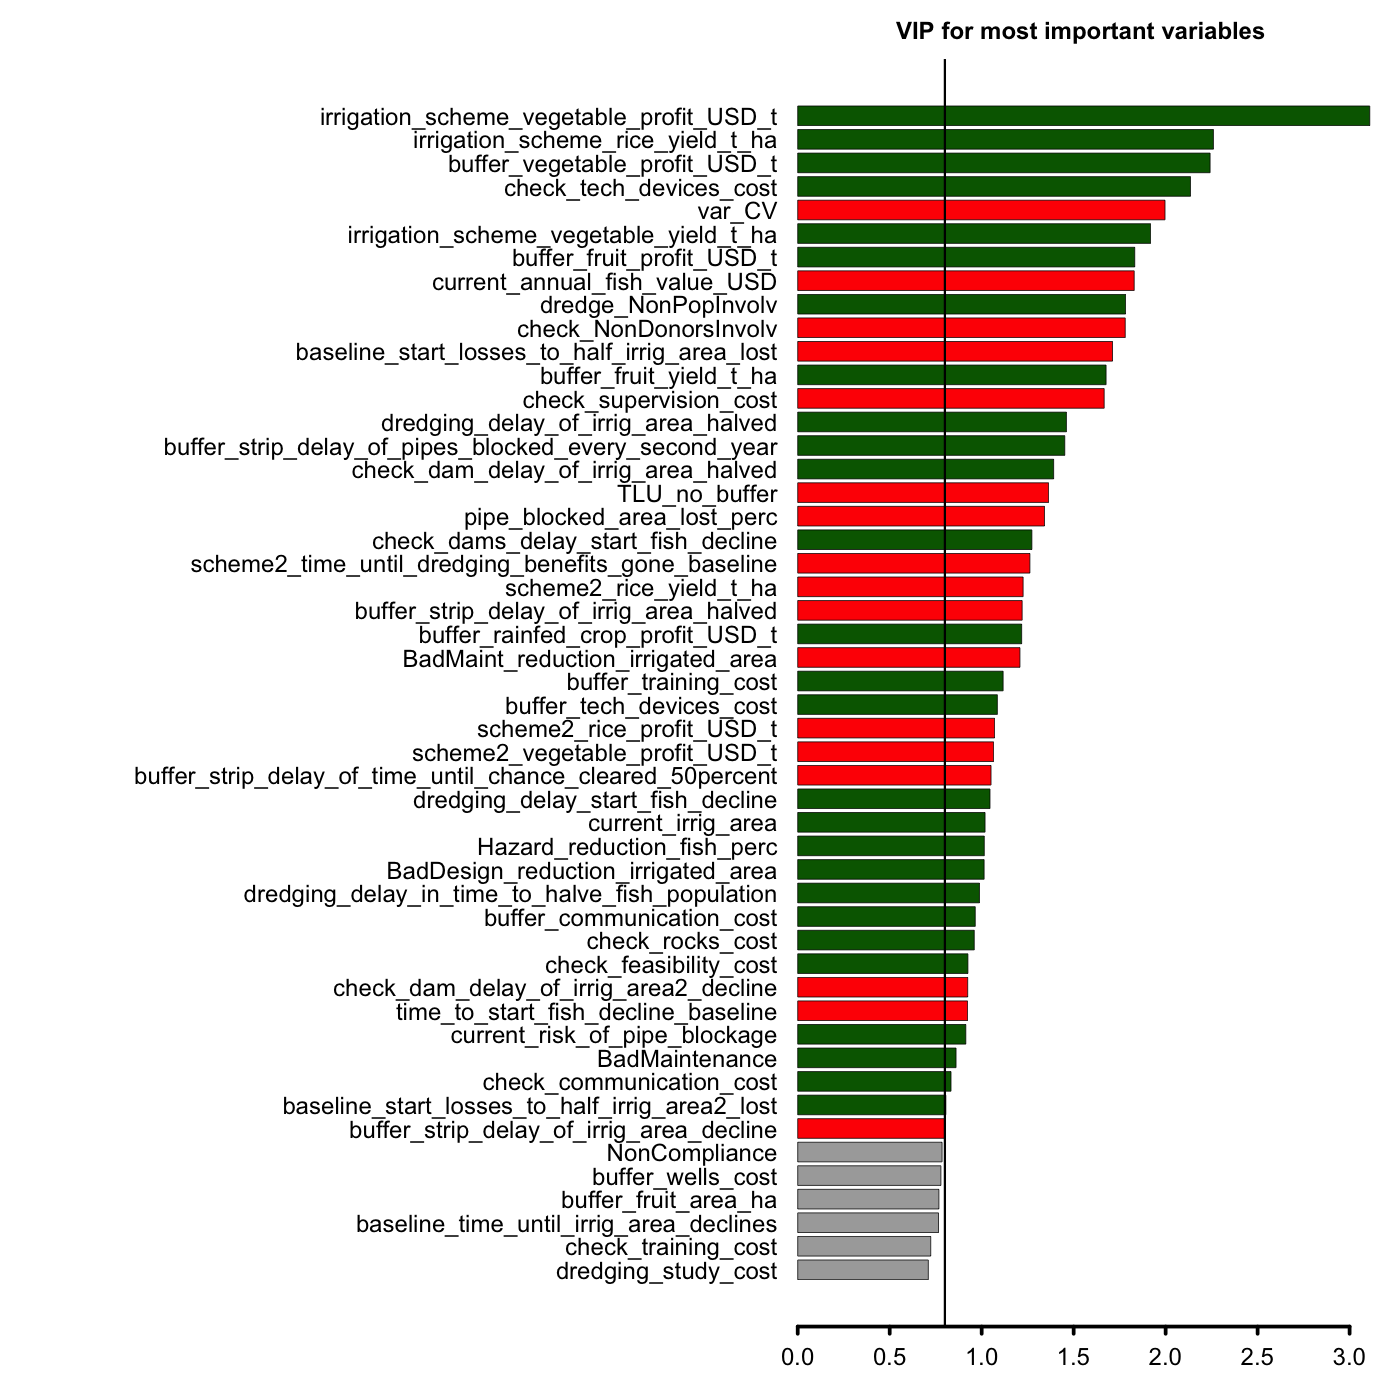 VIP for most important variables
irrigation_scheme_vegetable_profit_USD_t
irrigation_scheme_rice_yield_t_ha
buffer_vegetable_profit_USD_t
check_tech_devices_cost
var_CV
irrigation_scheme_vegetable_yield_t_ha
buffer_fruit_profit_USD_t
current_annual_fish_value_USD
dredge_NonPopInvolv
check_NonDonorsInvolv
baseline_start_losses_to_half_irrig_area_lost
buffer_fruit_yield_t_ha
check_supervision_cost
dredging_delay_of_irrig_area_halved
buffer_strip_delay_of_pipes_blocked_every_second_year
check_dam_delay_of_irrig_area_halved
TLU_no_buffer
pipe_blocked_area_lost_perc
check_dams_delay_start_fish_decline
scheme2_time_until_dredging_benefits_gone_baseline
scheme2_rice_yield_t_ha
buffer_strip_delay_of_irrig_area_halved
buffer_rainfed_crop_profit_USD_t
BadMaint_reduction_irrigated_area
buffer_training_cost
buffer_tech_devices_cost
scheme2_rice_profit_USD_t
scheme2_vegetable_profit_USD_t
buffer_strip_delay_of_time_until_chance_cleared_50percent
dredging_delay_start_fish_decline
current_irrig_area
Hazard_reduction_fish_perc
BadDesign_reduction_irrigated_area
dredging_delay_in_time_to_halve_fish_population
buffer_communication_cost
check_rocks_cost
check_feasibility_cost
check_dam_delay_of_irrig_area2_decline
time_to_start_fish_decline_baseline
current_risk_of_pipe_blockage
BadMaintenance
check_communication_cost
baseline_start_losses_to_half_irrig_area2_lost
buffer_strip_delay_of_irrig_area_decline
NonCompliance
buffer_wells_cost
buffer_fruit_area_ha
baseline_time_until_irrig_area_declines
check_training_cost
dredging_study_cost
0.0 0.5 1.0 1.5 2.0 2.5 3.0